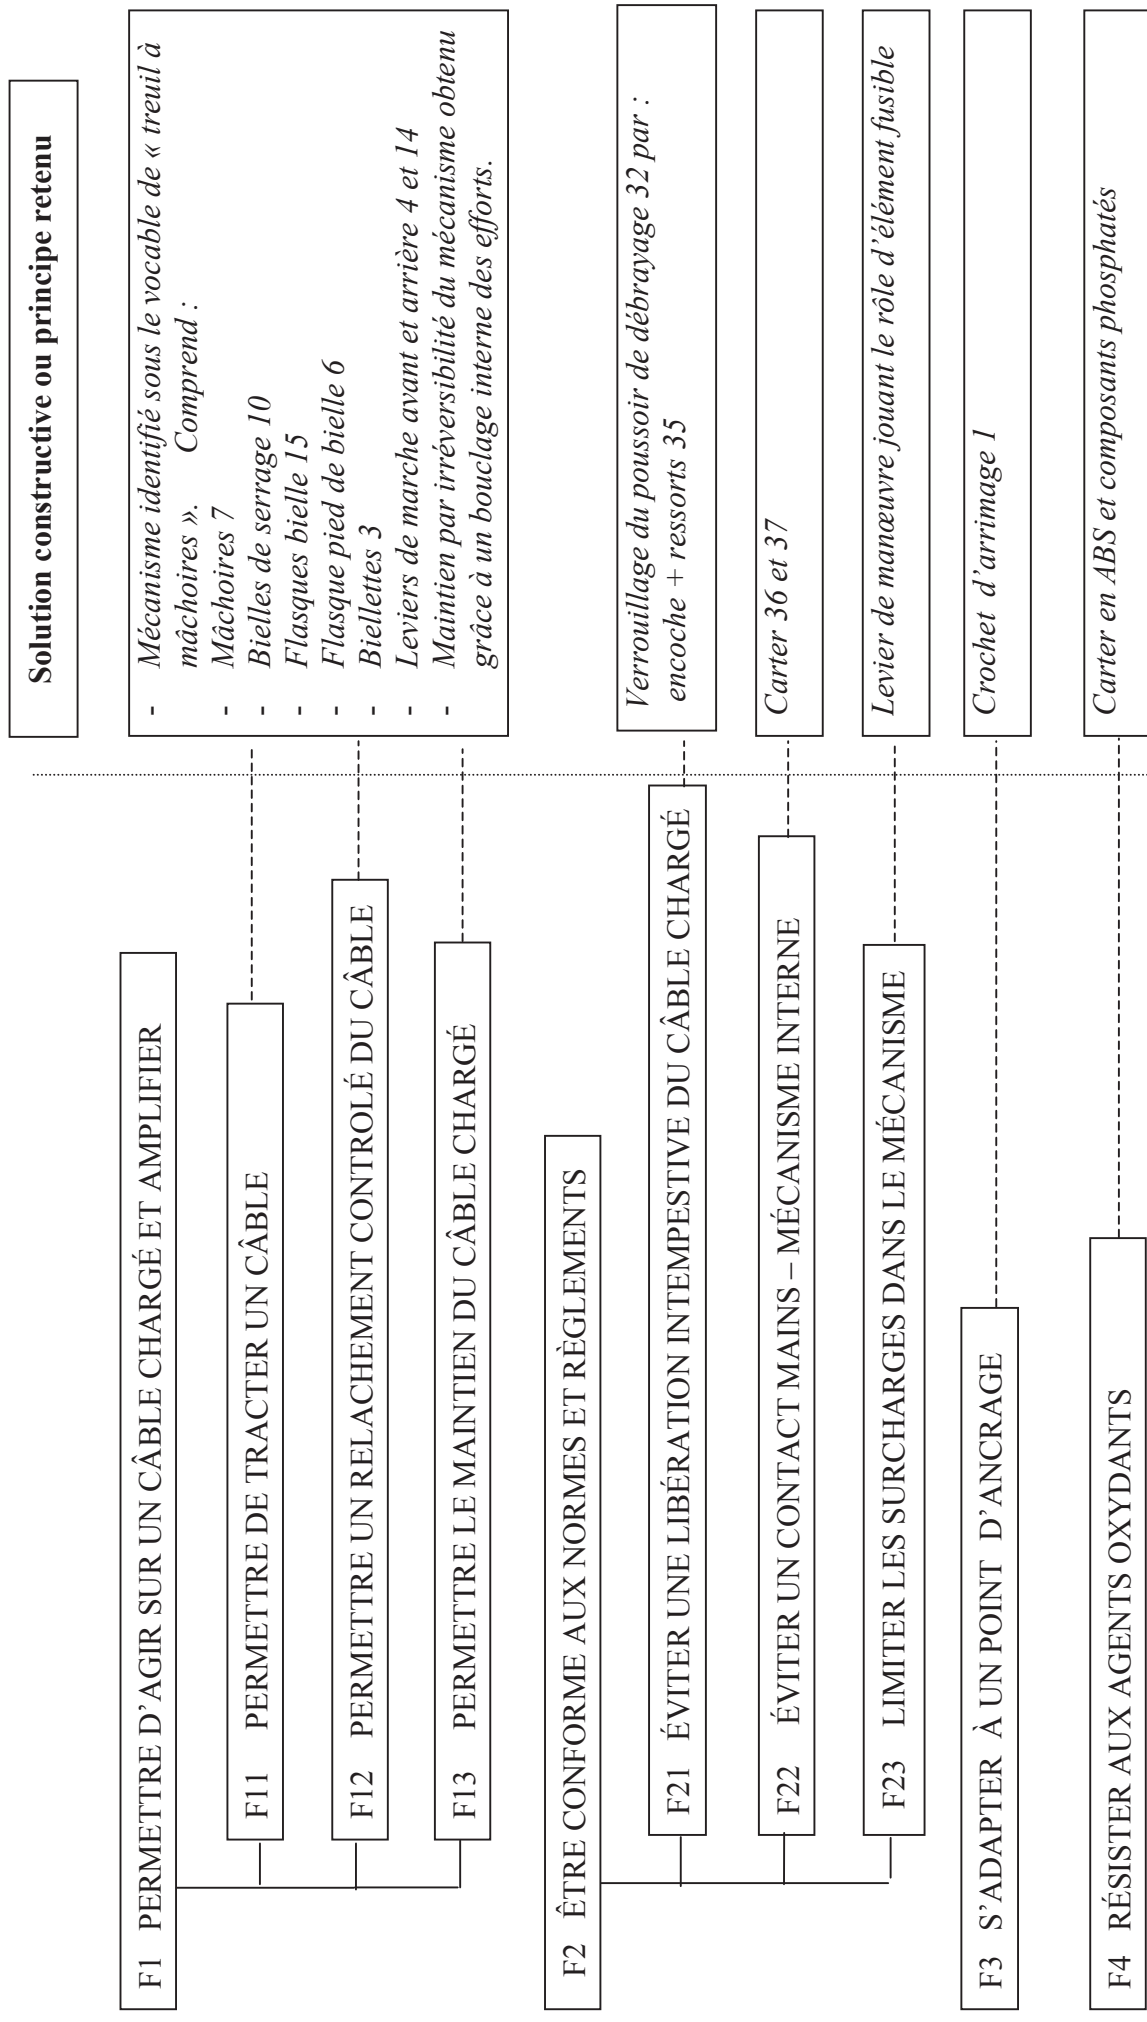 Solution constructive ou principe retenu
F1 PERMETTRE D'AGIR SUR UN CÂBLE CHARGÉ ET AMPLIFIER
F11 PERMETTRE DE TRACTER UN CÂBLE
F12 PERMETTRE UN RELACHEMENT CONTROLÉ DU CÂBLE
F13 PERMETTRE LE MAINTIEN DU CÂBLE CHARGÉ
- Mécanisme identifié sous le vocable de « treuil à
mâchoires ». Comprend :
- Mâchoires 7
- Bielles de serrage 10
- Flasques bielle 15
- Flasque pied de bielle 6
- Biellettes 3
- Leviers de marche avant et arrière 4 et 14
- Maintien par irréversibilité du mécanisme obtenu
grâce à un bouclage interne des efforts.
F2 ÊTRE CONFORME AUX NORMES ET RÈGLEMENTS
F21 ÉVITER UNE LIBÉRATION INTEMPESTIVE DU CÂBLE CHARGÉ
Verrouillage du poussoir de débrayage 32 par :
encoche + ressorts 35
F22 ÉVITER UN CONTACT MAINS – MÉCANISME INTERNE
Carter 36 et 37
F23 LIMITER LES SURCHARGES DANS LE MÉCANISME
Levier de manœuvre jouant le rôle d'élément fusible
F3 S'ADAPTER À UN POINT D'ANCRAGE
Crochet d'arrimage 1
F4 RÉSISTER AUX AGENTS OXYDANTS
Carter en ABS et composants phosphatés